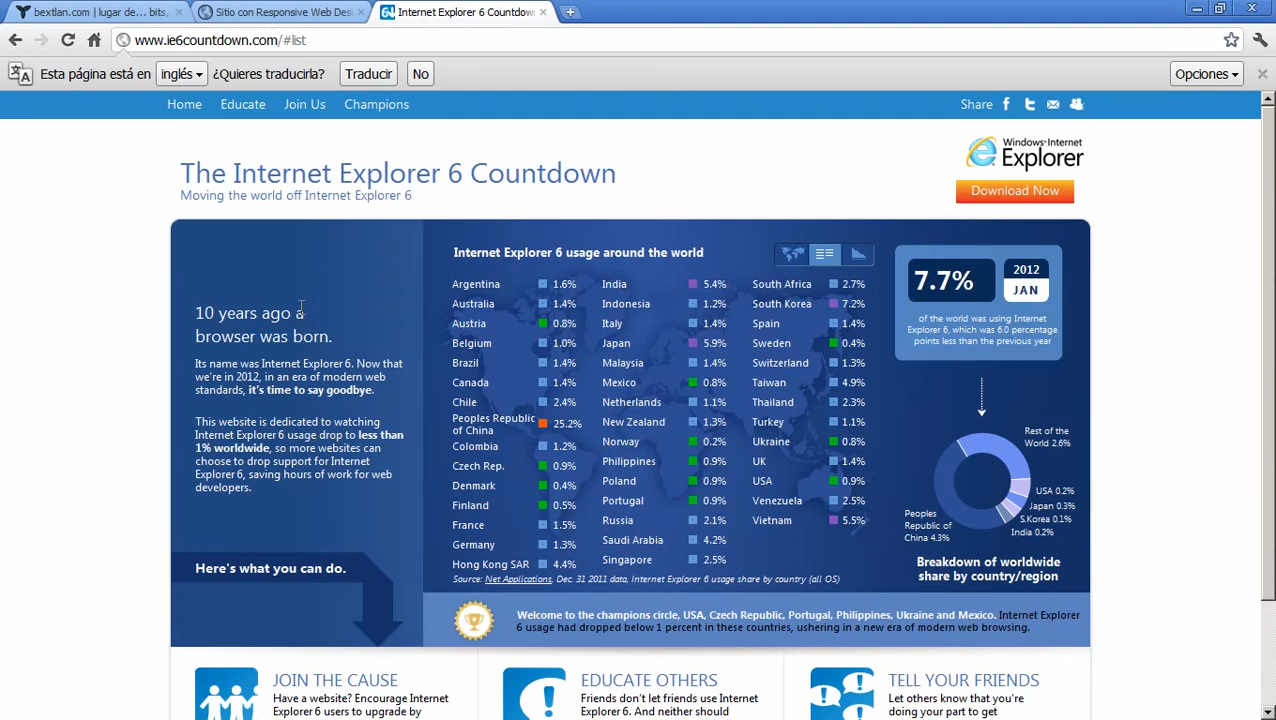 bextlan.com | lugar de... bits,
Sitio con Responsive Web Des
Internet Explorer 6 Countdow
www.ie6countdown.com/#list
Esta página está en inglés ¿Quieres traducirla? Traducir No Opciones
Home Educate Join Us Champions Share
The Internet Explorer 6 Countdown
Moving the world off Internet Explorer 6
Windows Internet
Explorer
Download Now
10 years ago a
browser was born.
Its name was Internet Explorer 6. Now that
we're in 2012, in an era of modern web
standards, it's time to say goodbye.
This website is dedicated to watching
Internet Explorer 6 usage drop to less than
1% worldwide, so more websites can
choose to drop support for Internet
Explorer 6, saving hours of work for web
developers.
Here's what you can do.
Internet Explorer 6 usage around the world
Argentina 1.6%
Australia 1.4%
Austria 0.8%
Belgium 1.0%
Brazil 1.4%
Canada 1.4%
Chile 2.4%
Peoples Republic
of China 25.2%
Colombia 1.2%
Czech Rep. 0.9%
Denmark 0.4%
Finland 0.5%
France 1.5%
Germany 1.3%
Hong Kong SAR 4.4%
India 5.4%
Indonesia 1.2%
Italy 1.4%
Japan 5.9%
Malaysia 1.4%
Mexico 0.8%
Netherlands 1.1%
New Zealand 1.3%
Norway 0.2%
Philippines 0.9%
Poland 0.9%
Portugal 0.9%
Russia 2.1%
Saudi Arabia 4.2%
Singapore 2.5%
South Africa 2.7%
South Korea 7.2%
Spain 1.4%
Sweden 0.4%
Switzerland 1.3%
Taiwan 4.9%
Thailand 2.3%
Turkey 1.1%
Ukraine 0.8%
UK 1.4%
USA 0.9%
Venezuela 2.5%
Vietnam 5.5%
Source: Net Applications, Dec. 31 2011 data, Internet Explorer 6 usage share by country (all OS)
7.7%
2012
JAN
of the world was using Internet
Explorer 6, which was 6.0 percentage
points less than the previous year
Rest of the
World 2.6%
USA 0.2%
Japan 0.3%
S.Korea 0.1%
India 0.2%
Peoples
Republic of
China 4.3%
Breakdown of worldwide
share by country/region
Welcome to the champions circle, USA, Czech Republic, Portugal, Philippines, Ukraine and Mexico. Internet Explorer
6 usage had dropped below 1 percent in these countries, ushering in a new era of modern web browsing.
JOIN THE CAUSE
Have a website? Encourage Internet
Explorer 6 users to upgrade by
EDUCATE OTHERS
Friends don't let friends use Internet
Explorer 6. And neither should
TELL YOUR FRIENDS
Let others know that you're
doing your part to get